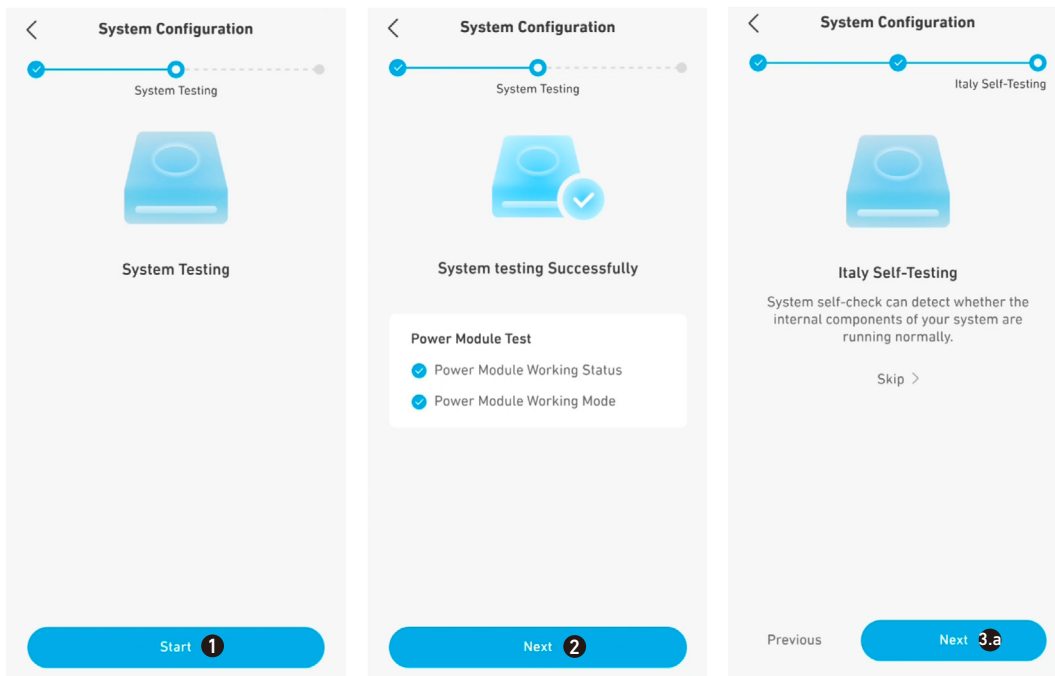 System Configuration
System Testing
System Testing
Start 1
System Configuration
System Testing
System testing Successfully
Power Module Test
Power Module Working Status
Power Module Working Mode
Next 2
System Configuration
Italy Self-Testing
Italy Self-Testing
System self-check can detect whether the
internal components of your system are
running normally.
Skip >
Previous
Next 3.a